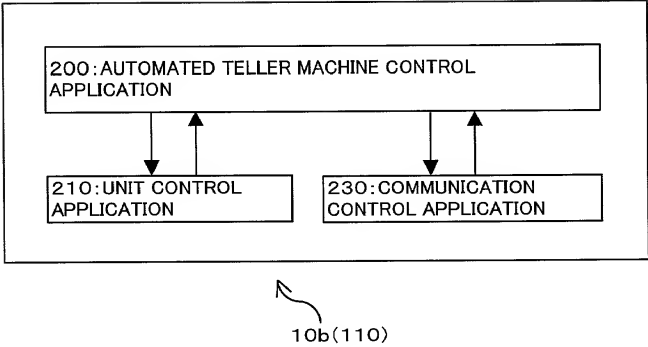 200:AUTOMATED TELLER MACHINE CONTROL
APPLICATION
210:UNIT CONTROL
APPLICATION
230:COMMUNICATION
CONTROL APPLICATION
10b(110)